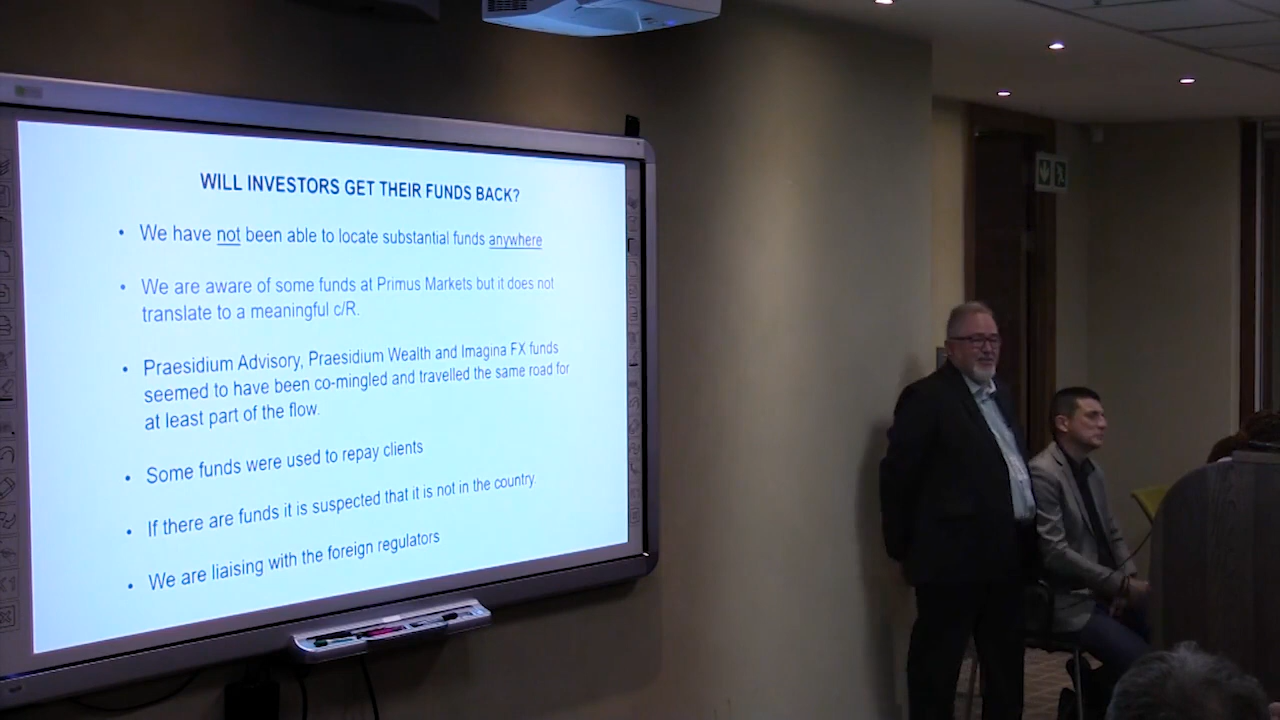 WILL INVESTORS GET THEIR FUNDS BACK?
• We have not been able to locate substantial funds anywhere
• We are aware of some funds at Primus Markets but it does not
translate to a meaningful c/R.
• Praesidium Advisory, Praesidium Wealth and Imagina FX funds
seemed to have been co-mingled and travelled the same road for
at least part of the flow.
• Some funds were used to repay clients
• If there are funds it is suspected that it is not in the country.
• We are liaising with the foreign regulators